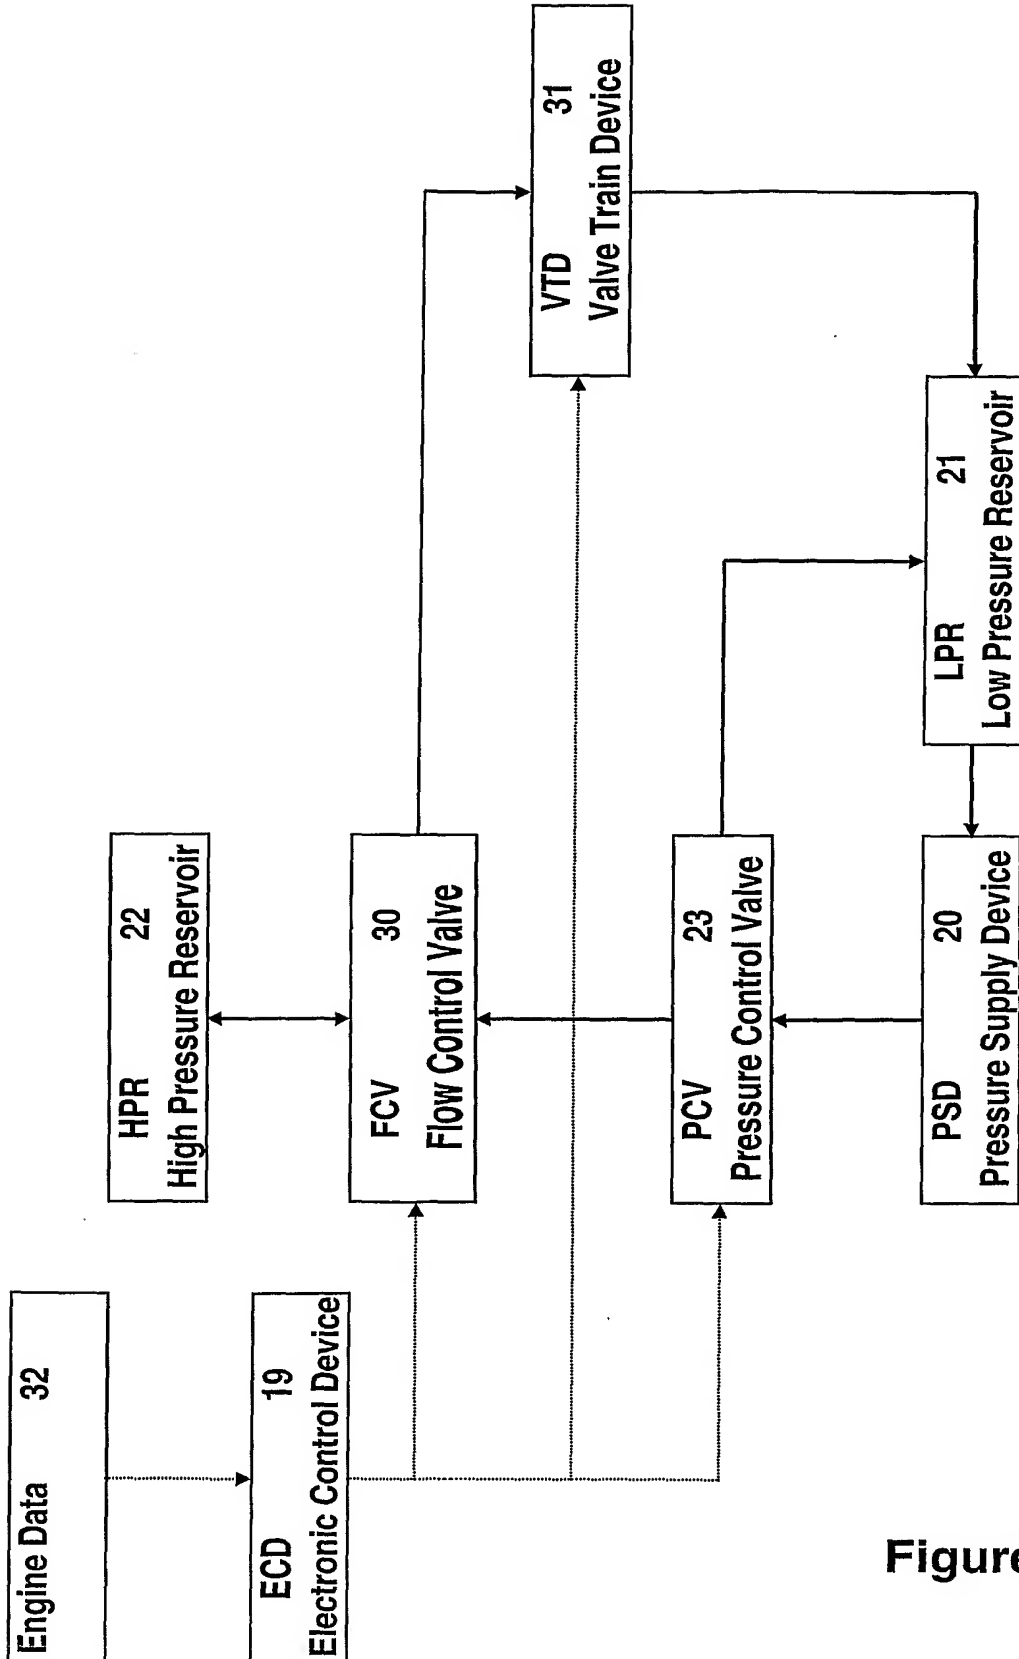 Engine Data 32
ECD 19
Electronic Control Device
HPR 22
High Pressure Reservoir
FCV 30
Flow Control Valve
PCV 23
Pressure Control Valve
PSD 20
Pressure Supply Device
VTD 31
Valve Train Device
LPR 21
Low Pressure Reservoir
Figure